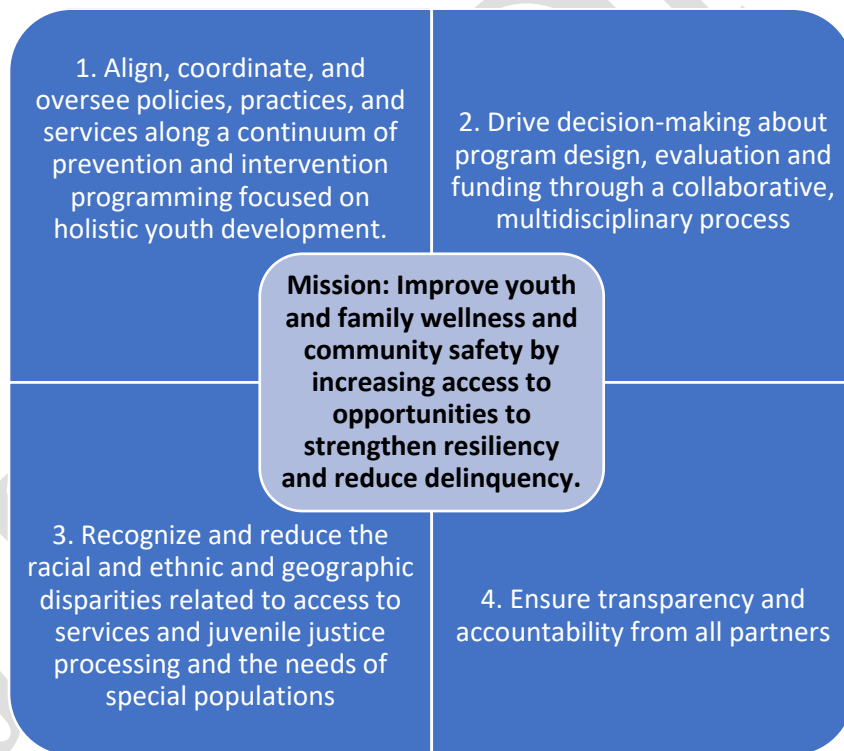 1. Align, coordinate, and
oversee policies, practices, and
services along a continuum of
prevention and intervention
programming focused on
holistic youth development.
2. Drive decision-making about
program design, evaluation and
funding through a collaborative,
multidisciplinary process
Mission: Improve youth
and family wellness and
community safety by
increasing access to
opportunities to
strengthen resiliency
and reduce delinquency.
3. Recognize and reduce the
racial and ethnic and geographic
disparities related to access to
services and juvenile justice
processing and the needs of
special populations
4. Ensure transparency and
accountability from all partners